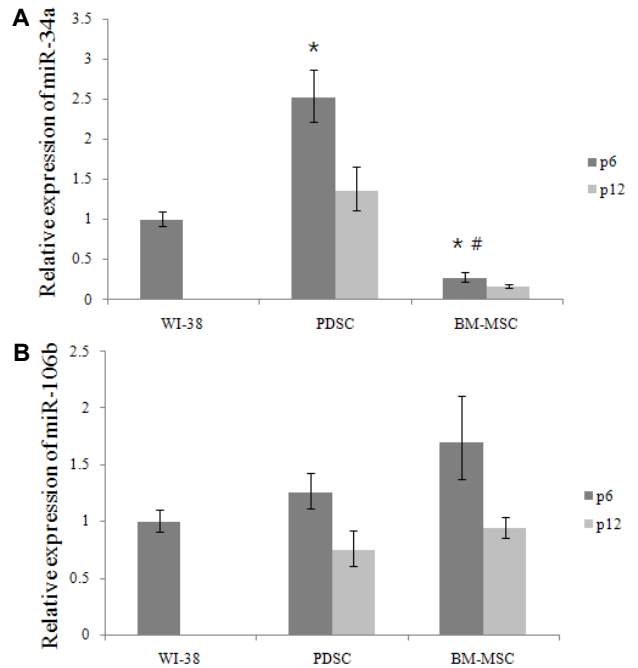 A
Relative expression of miR-34a
3.5
3
2.5
2
1.5
1
0.5
0
*
* #
WI-38
PDSC
BM-MSC
p6
p12
B
Relative expression of miR-106b
2.5
2
1.5
1
0.5
0
WI-38
PDSC
BM-MSC
p6
p12